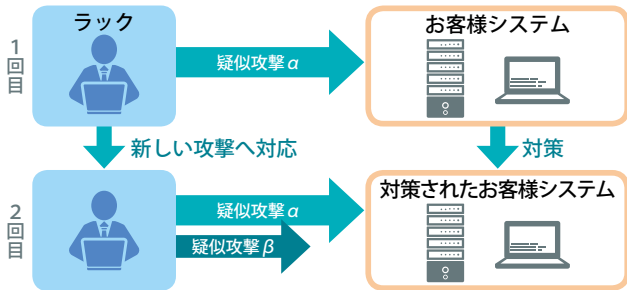 1回目
ラック
お客様システム
疑似攻撃α
新しい攻撃へ対応
対策
2回目
対策されたお客様システム
疑似攻撃α
疑似攻撃β